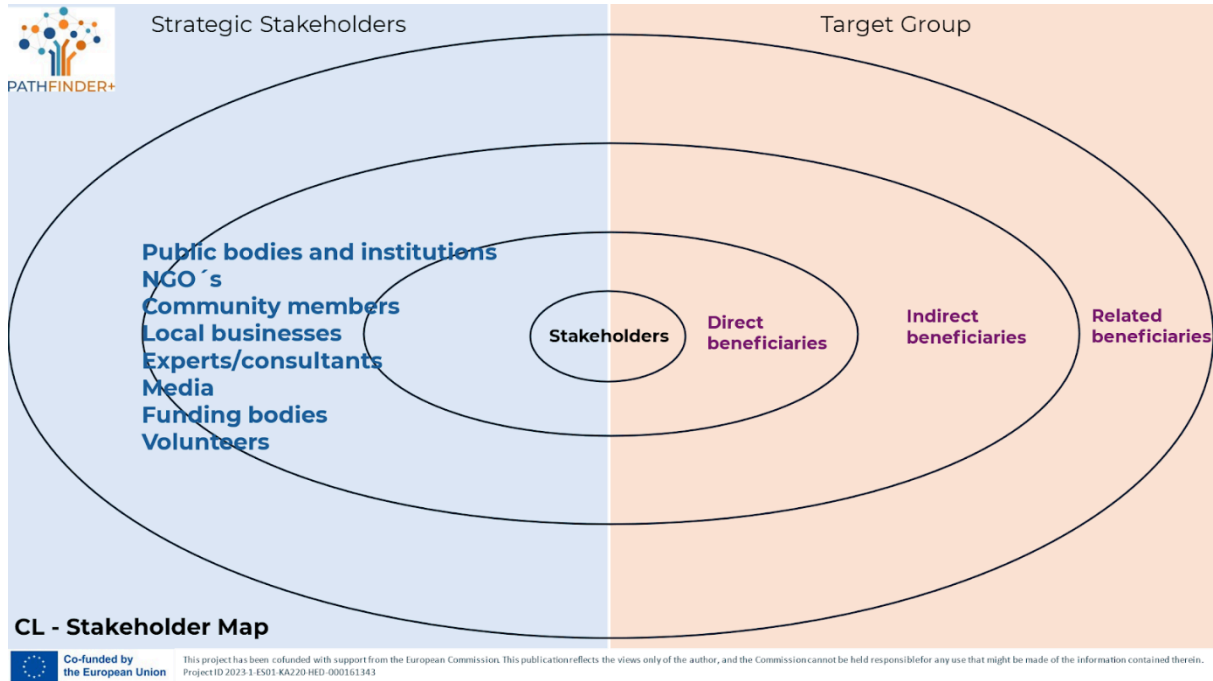 Strategic Stakeholders
Target Group
PATHFINDER+
Public bodies and institutions
NGO´s
Community members
Local businesses
Experts/consultants
Media
Funding bodies
Volunteers
Stakeholders
Direct
beneficiaries
Indirect
beneficiaries
Related
beneficiaries
CL - Stakeholder Map
Co-funded by
the European Union
This project has been cofunded with support from the European Commission. This publication reflects the views only of the author, and the Commission cannot be held responsible for any use that might be made of the information contained therein.
Project ID 2023-1-ES01-KA220-HED-000161343